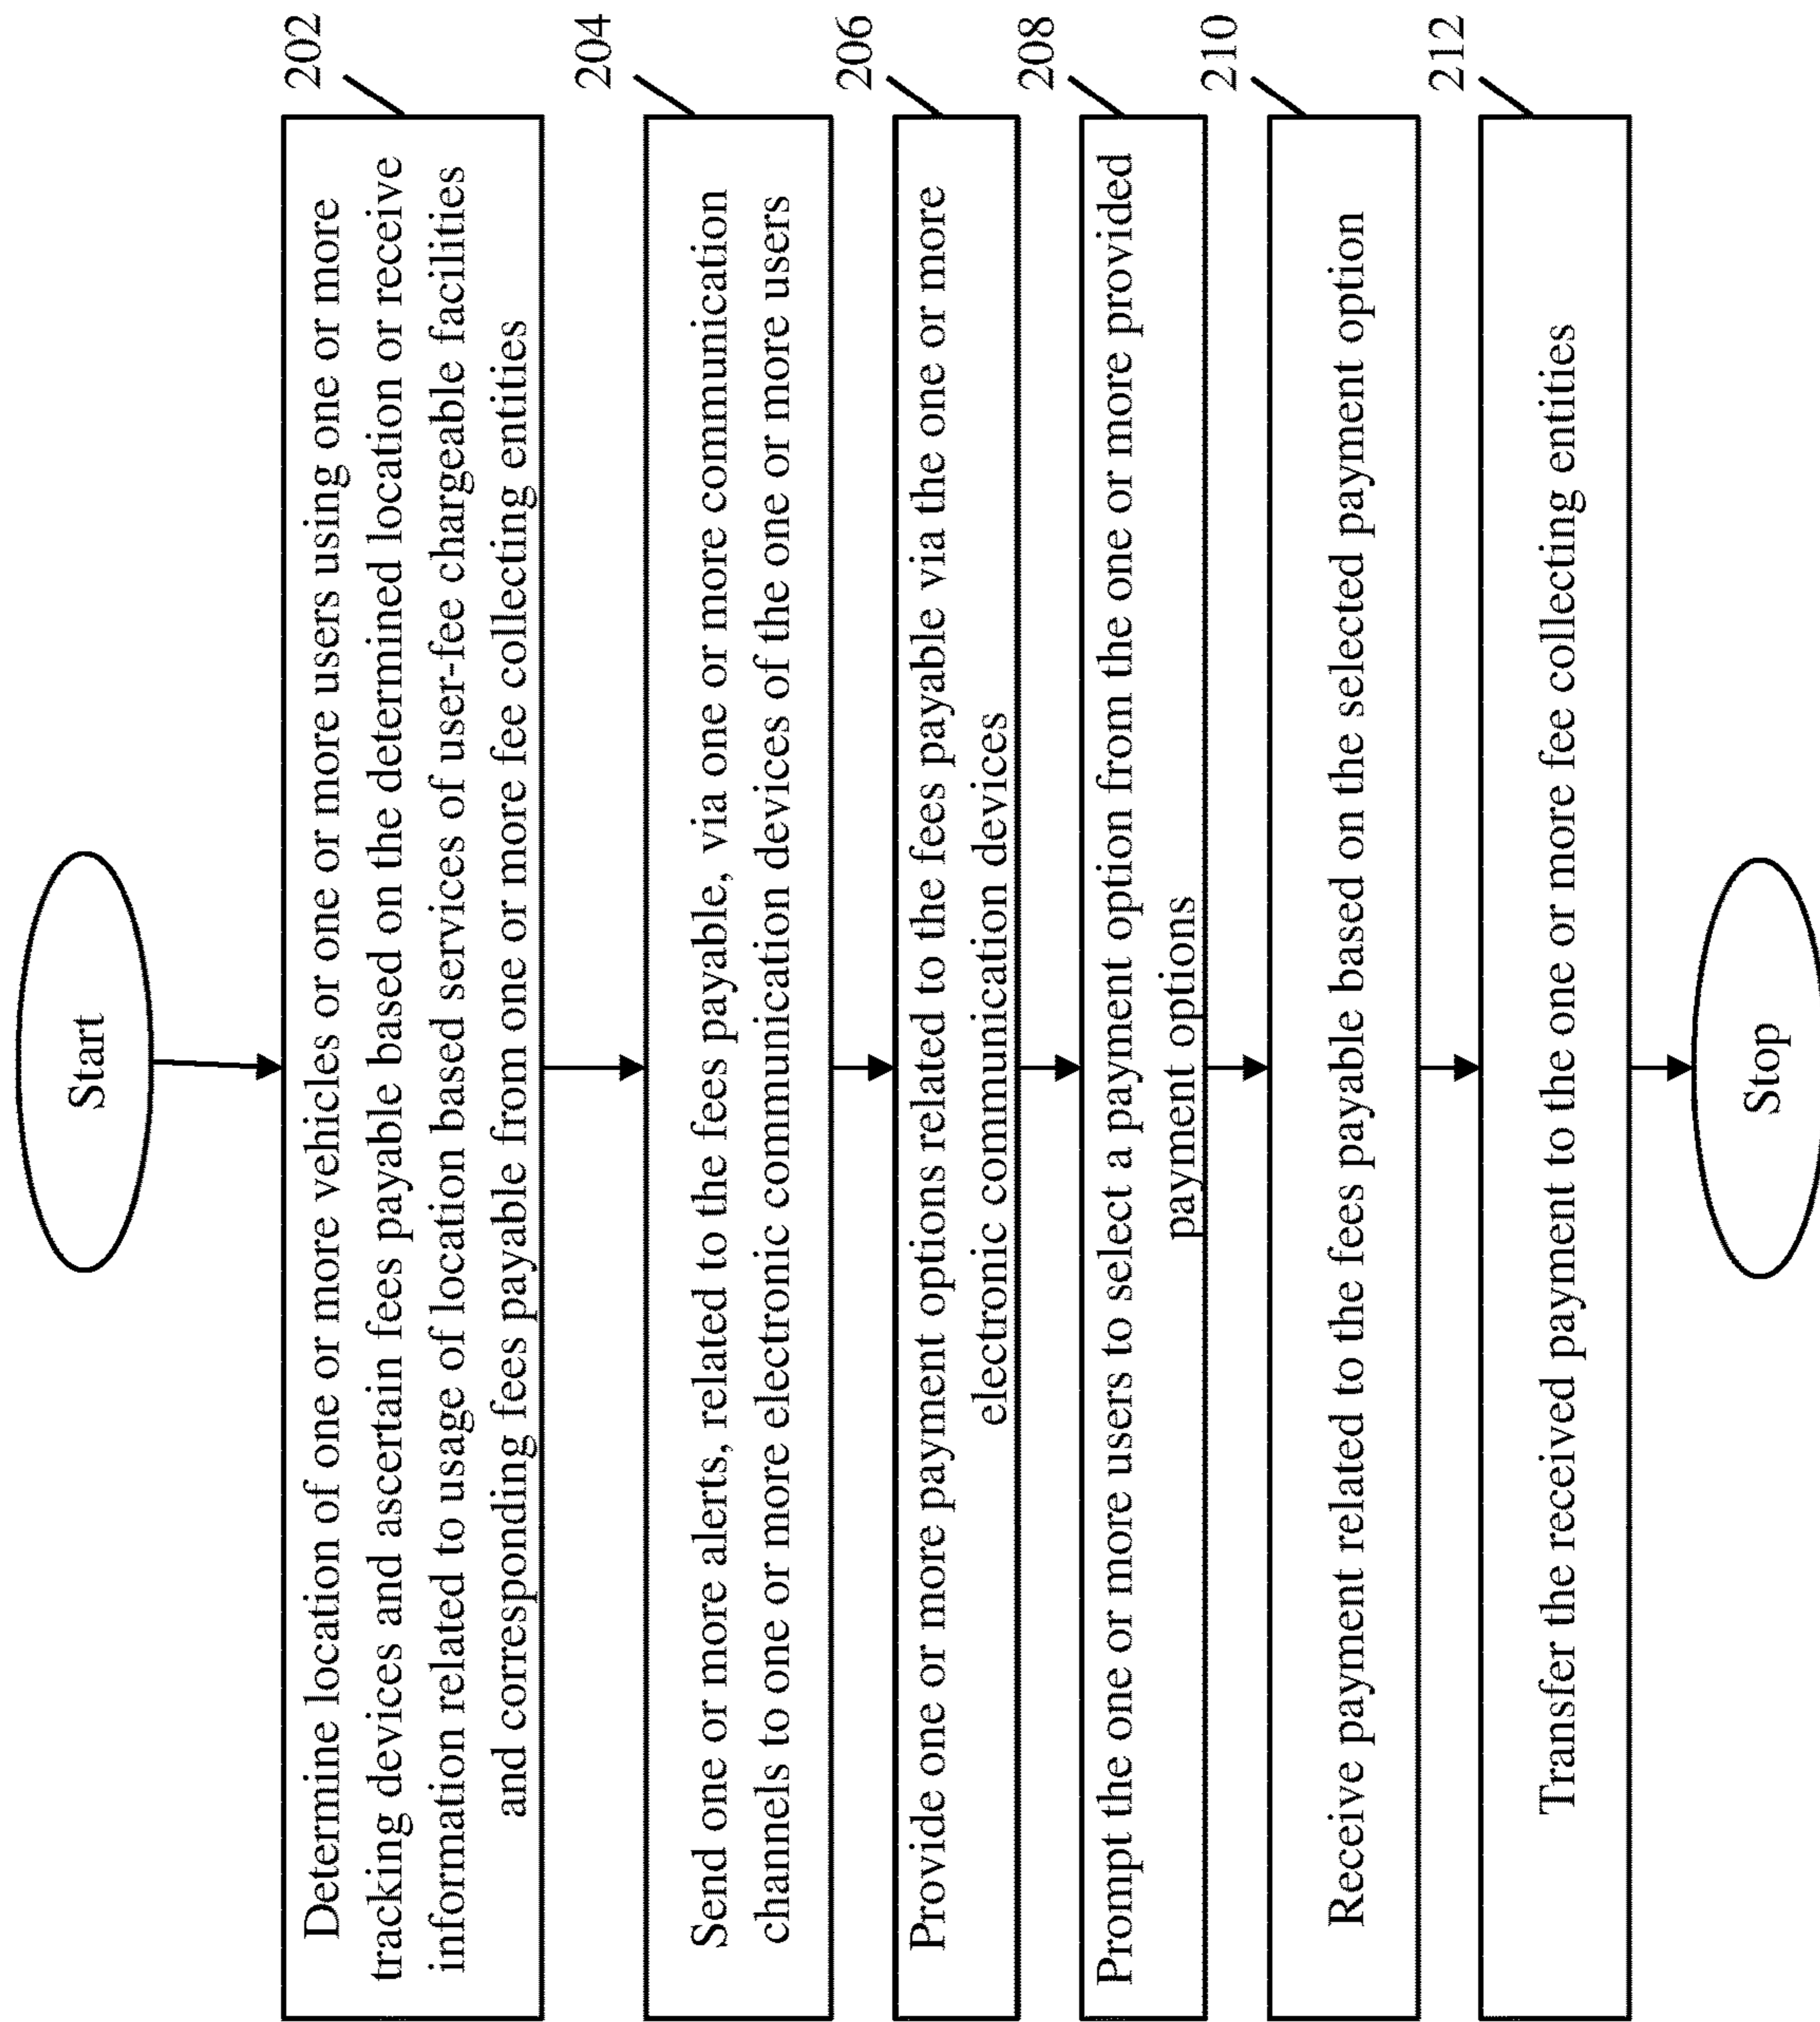 Start
202
Determine location of one or more vehicles or one or more users using one or more
tracking devices and ascertain fees payable based on the determined location or receive
information related to usage of location based services of user-fee chargeable facilities
and corresponding fees payable from one or more fee collecting entities
204
Send one or more alerts, related to the fees payable, via one or more communication
channels to one or more electronic communication devices of the one or more users
206
Provide one or more payment options related to the fees payable via the one or more
electronic communication devices
208
Prompt the one or more users to select a payment option from the one or more provided
payment options
210
Receive payment related to the fees payable based on the selected payment option
212
Transfer the received payment to the one or more fee collecting entities
Stop